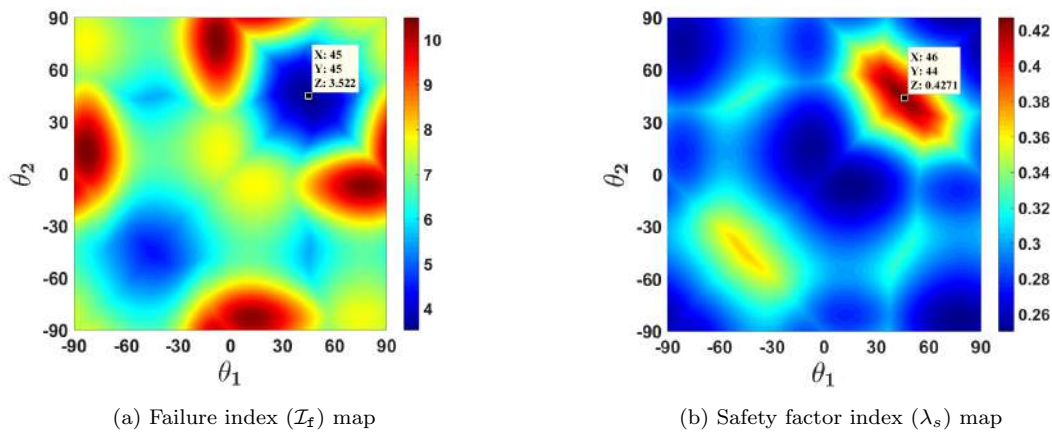 90
60
30
0
-30
-60
-90
θ2
-90 -60 -30 0 30 60 90
θ1
X: 45
Y: 45
Z: 3.522
10
9
8
7
6
5
4
(a) Failure index (If) map
90
60
30
0
-30
-60
-90
θ2
-90 -60 -30 0 30 60 90
θ1
X: 46
Y: 44
Z: 0.4271
0.42
0.4
0.38
0.36
0.34
0.32
0.3
0.28
0.26
(b) Safety factor index (λs) map